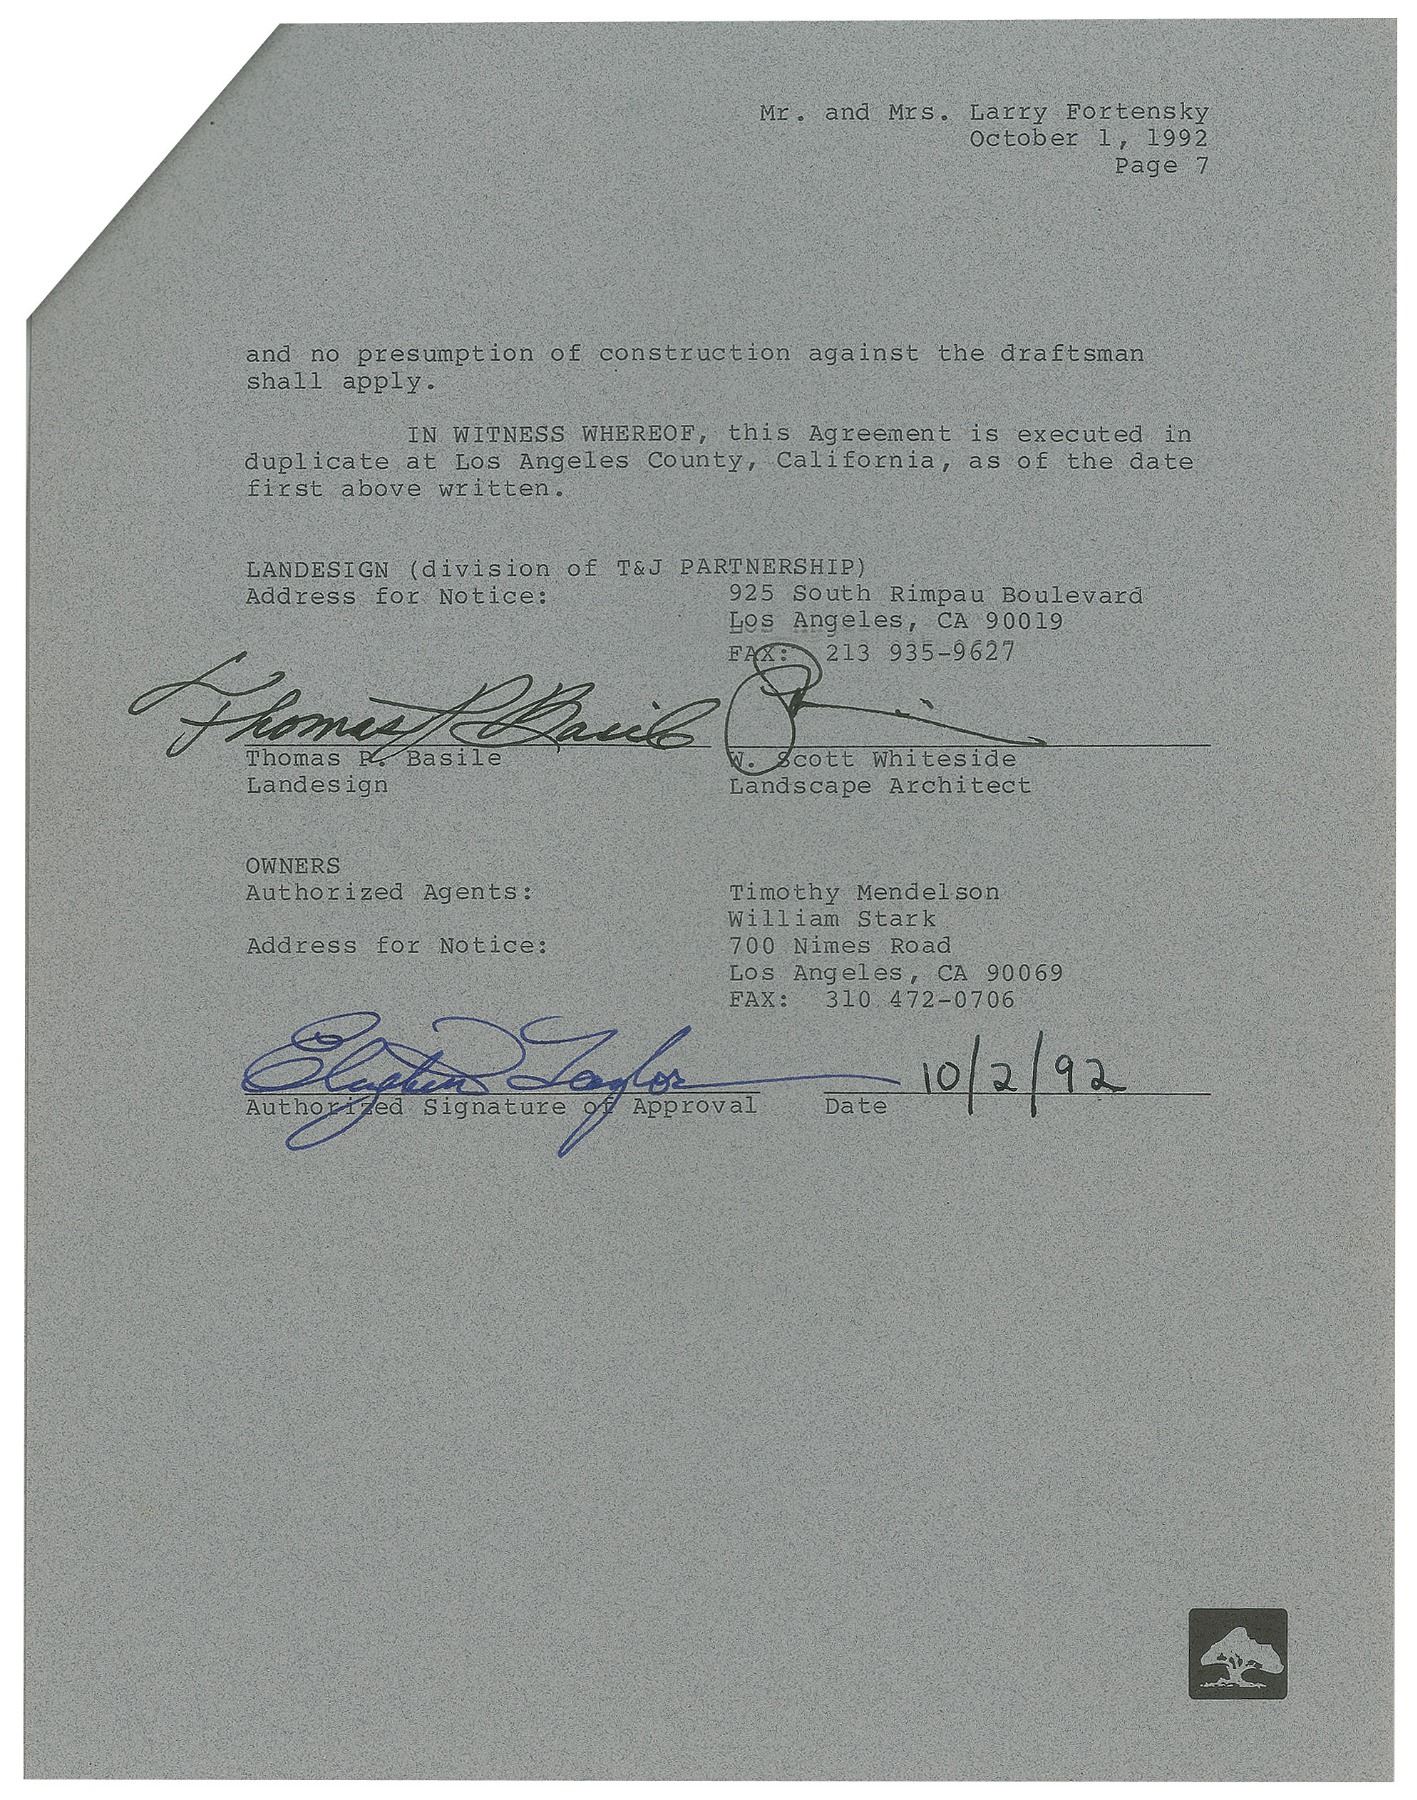 Mr. and Mrs. Larry Fortensky
October 1, 1992
Page 7
and no presumption of construction against the draftsman
shall apply.
IN WITNESS WHEREOF, this Agreement is executed in
duplicate at Los Angeles County, California, as of the date
first above written.
LANDESIGN (division of T&J PARTNERSHIP)
Address for Notice: 925 South Rimpau Boulevard
Los Angeles, CA 90019
FAX: 213 935-9627
Thomas P. Basile
Thomas P. Basile W. Scott Whiteside
Landesign Landscape Architect
OWNERS
Authorized Agents: Timothy Mendelson
William Stark
Address for Notice: 700 Nimes Road
Los Angeles, CA 90069
FAX: 310 472-0706
Elizabeth Taylor 10/2/92
Authorized Signature of Approval Date